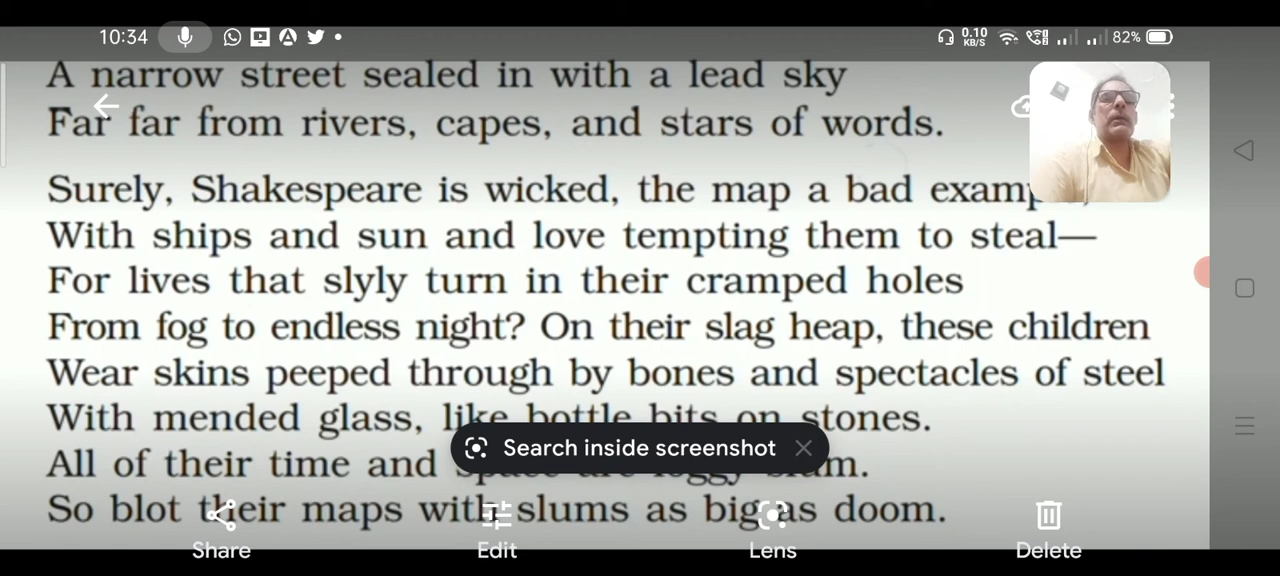 10:34
0.10
KB/S
82%
A narrow street sealed in with a lead sky
Far far from rivers, capes, and stars of words.
Surely, Shakespeare is wicked, the map a bad
With ships and sun and love tempting them to steal—
For lives that slyly turn in their cramped holes
From fog to endless night? On their slag heap, these children
Wear skins peeped through by bones and spectacles of steel
With mended glass, like bottle bits on stones.
Search inside screenshot
All of their time and
So blot their maps with slums as big as doom.
Share
Edit
Lens
Delete